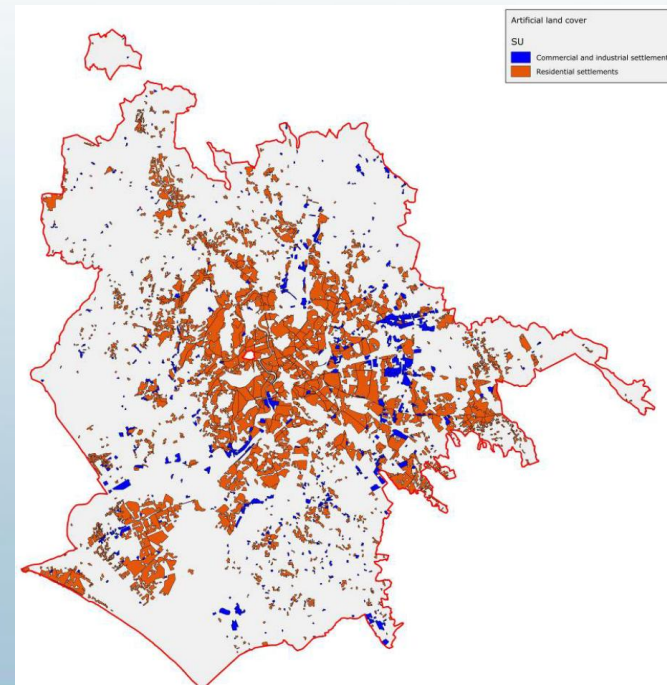 Artificial land cover
SU
Commercial and industrial settlement
Residential settlements